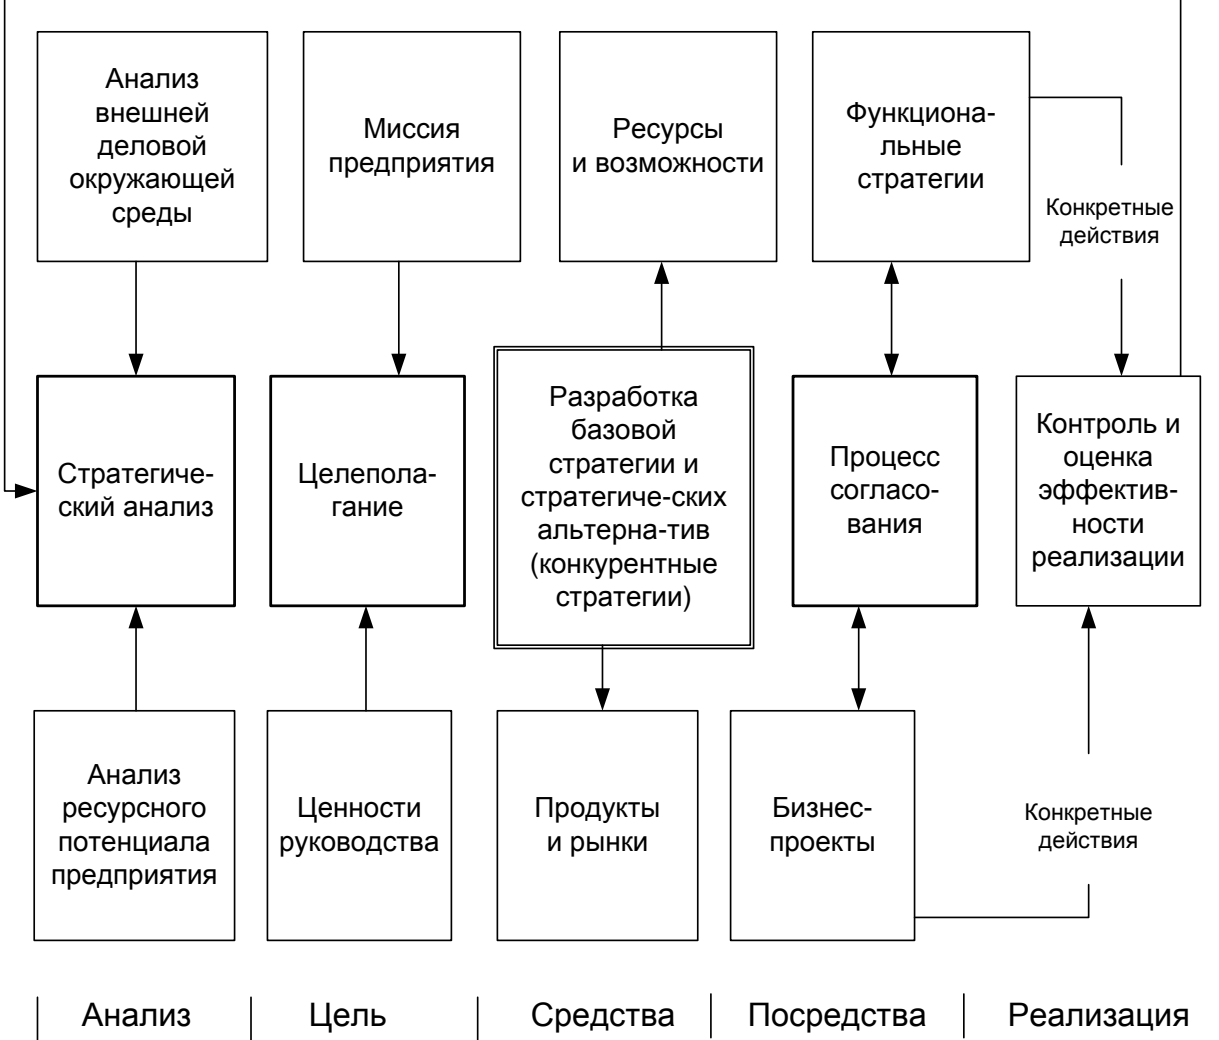 Анализ
внешней
деловой
окружающей
среды
Миссия
предприятия
Ресурсы
и возможности
Функциона-
льные
стратегии
Конкретные
действия
Стратегиче-
ский анализ
Целепола-
гание
Разработка
базовой
стратегии и
стратегиче-ских
альтерна-тив
(конкурентные
стратегии)
Процесс
согласо-
вания
Контроль и
оценка
эффектив-
ности
реализации
Анализ
ресурсного
потенциала
предприятия
Ценности
руководства
Продукты
и рынки
Бизнес-
проекты
Конкретные
действия
Анализ
Цель
Средства
Посредства
Реализация